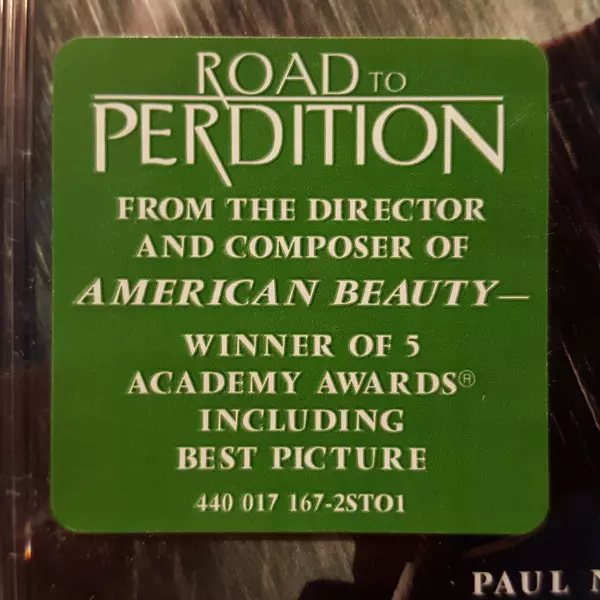 ROAD TO
PERDITION
FROM THE DIRECTOR
AND COMPOSER OF
AMERICAN BEAUTY—
WINNER OF 5
ACADEMY AWARDS®
INCLUDING
BEST PICTURE
440 017 167-2STO1
PAUL N